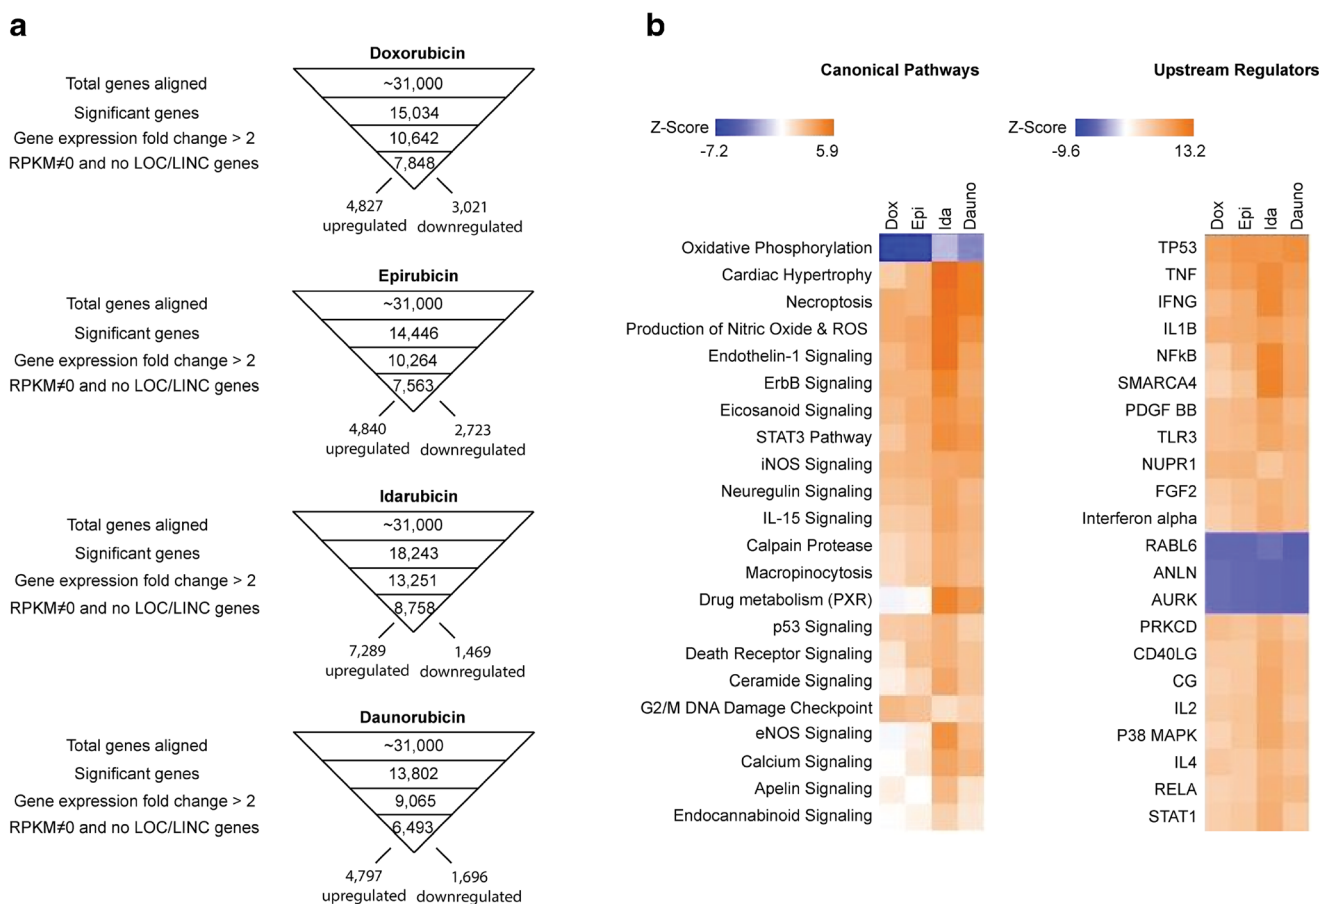 a
Doxorubicin
Total genes aligned ~31,000
Significant genes 15,034
Gene expression fold change > 2 10,642
RPKM≠0 and no LOC/LINC genes 7,848
4,827 3,021
upregulated downregulated
Epirubicin
Total genes aligned ~31,000
Significant genes 14,446
Gene expression fold change > 2 10,264
RPKM≠0 and no LOC/LINC genes 7,563
4,840 2,723
upregulated downregulated
Idarubicin
Total genes aligned ~31,000
Significant genes 18,243
Gene expression fold change > 2 13,251
RPKM≠0 and no LOC/LINC genes 8,758
7,289 1,469
upregulated downregulated
Daunorubicin
Total genes aligned ~31,000
Significant genes 13,802
Gene expression fold change > 2 9,065
RPKM≠0 and no LOC/LINC genes 6,493
4,797 1,696
upregulated downregulated
b
Canonical Pathways
Z-Score
-7.2 5.9
Dox Epi Ida Dauno
Oxidative Phosphorylation
Cardiac Hypertrophy
Necroptosis
Production of Nitric Oxide & ROS
Endothelin-1 Signaling
ErbB Signaling
Eicosanoid Signaling
STAT3 Pathway
iNOS Signaling
Neuregulin Signaling
IL-15 Signaling
Calpain Protease
Macropinocytosis
Drug metabolism (PXR)
p53 Signaling
Death Receptor Signaling
Ceramide Signaling
G2/M DNA Damage Checkpoint
eNOS Signaling
Calcium Signaling
Apelin Signaling
Endocannabinoid Signaling
Upstream Regulators
Z-Score
-9.6 13.2
Dox Epi Ida Dauno
TP53
TNF
IFNG
IL1B
NFkB
SMARCA4
PDGF BB
TLR3
NUPR1
FGF2
Interferon alpha
RABL6
ANLN
AURK
PRKCD
CD40LG
CG
IL2
P38 MAPK
IL4
RELA
STAT1